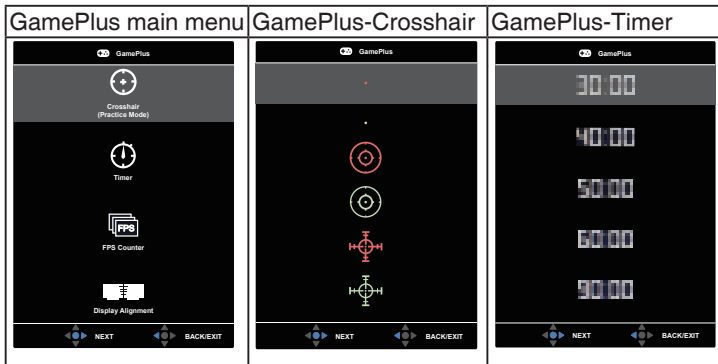 GamePlus main menu
GamePlus
Crosshair
(Practice Mode)
Timer
FPS
FPS Counter
Display Alignment
NEXT BACK/EXIT
GamePlus-Crosshair
GamePlus
NEXT BACK/EXIT
GamePlus-Timer
GamePlus
30:00
40:00
50:00
60:00
90:00
NEXT BACK/EXIT